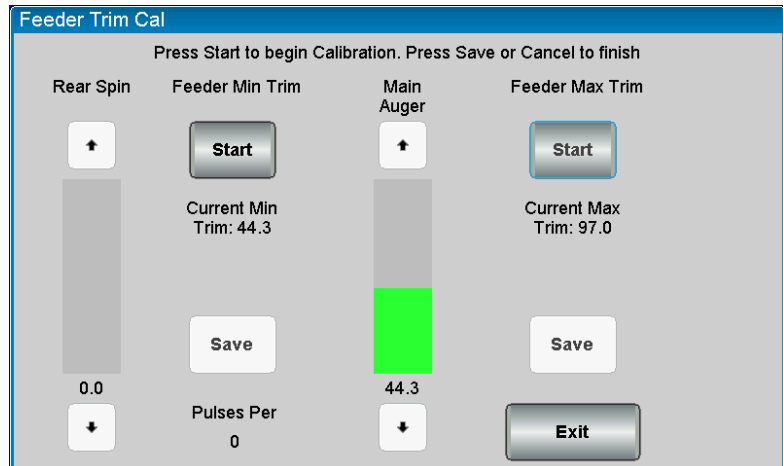 Feeder Trim Cal
Press Start to begin Calibration. Press Save or Cancel to finish
Rear Spin
Feeder Min Trim
Main
Auger
Feeder Max Trim
Start
Start
Current Min
Trim: 44.3
Current Max
Trim: 97.0
Save
Save
0.0
44.3
Pulses Per
0
Exit